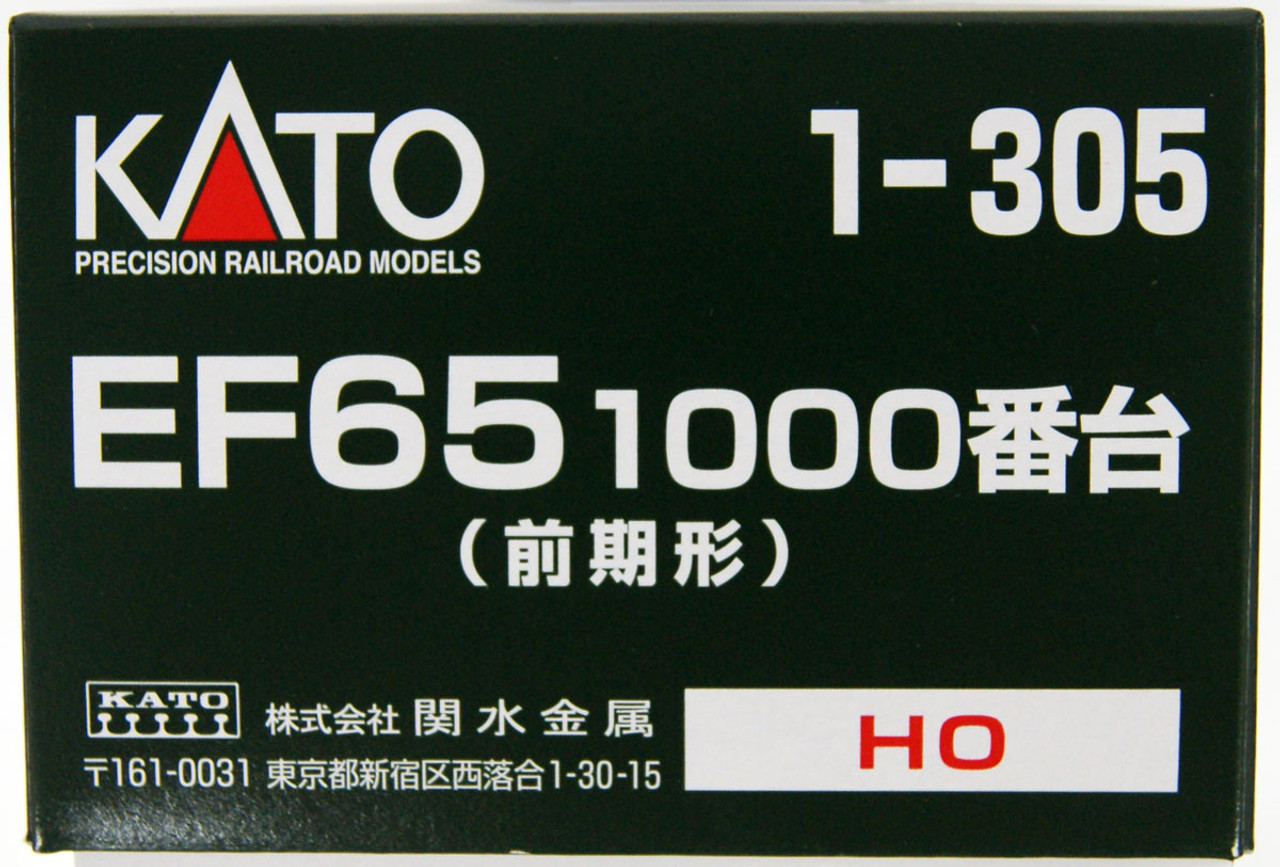 KATO
PRECISION RAILROAD MODELS
1-305
EF65 1000番台
(前期形)
KATO
株式会社 関水金属
〒161-0031 東京都新宿区西落合1-30-15
HO